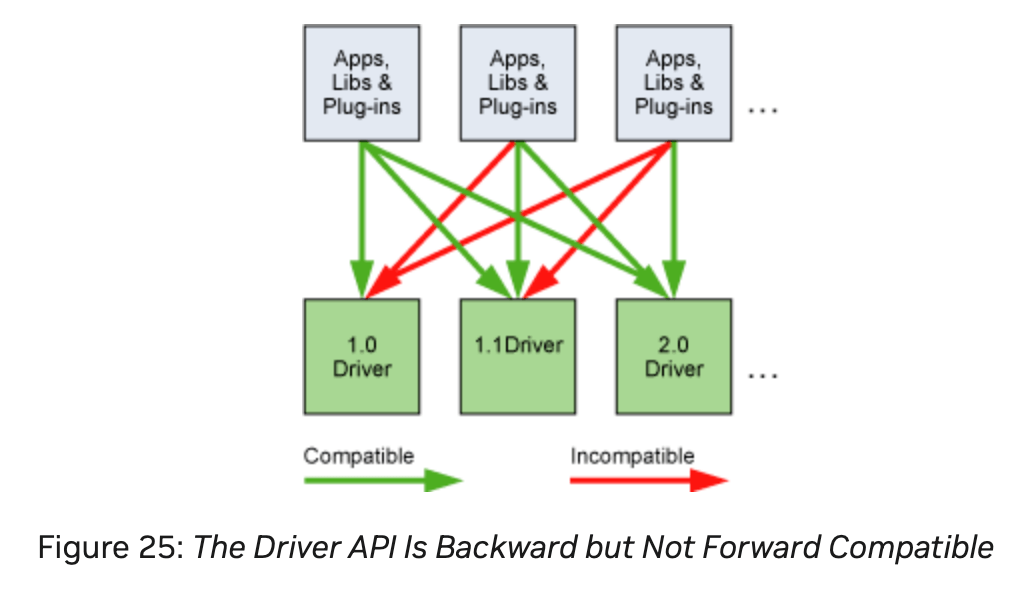 Apps,
Libs &
Plug-ins
Apps,
Libs &
Plug-ins
Apps,
Libs &
Plug-ins
...
1.0
Driver
1.1Driver
2.0
Driver
...
Compatible
Incompatible
Figure 25: The Driver API Is Backward but Not Forward Compatible